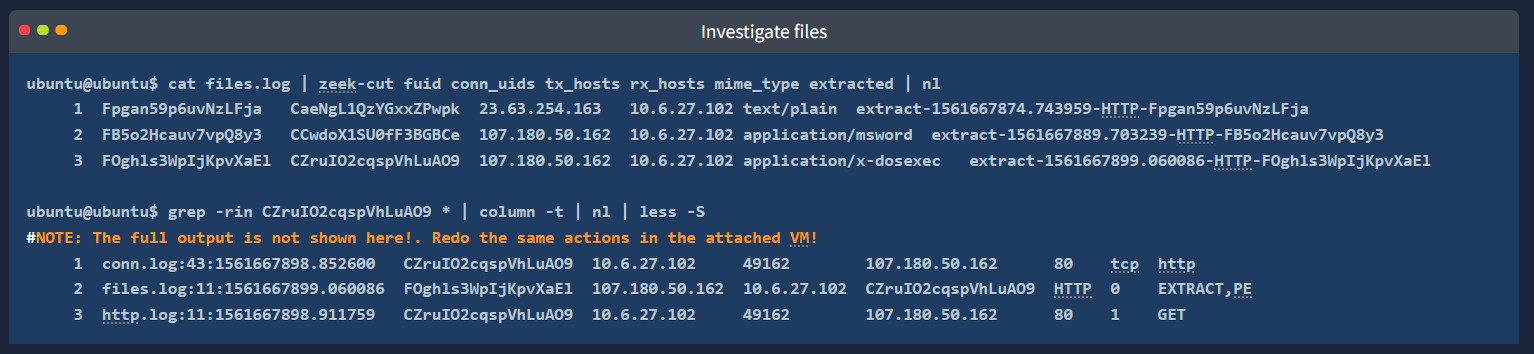 Investigate files
ubuntu@ubuntu$ cat files.log | zeek-cut fuid conn_uids tx_hosts rx_hosts mime_type extracted | nl
1 Fpgan59p6uvNzLFja CaeNgL1QzYGxxZPwpk 23.63.254.163 10.6.27.102 text/plain extract-1561667874.743959-HTTP-Fpgan59p6uvNzLFja
2 FB5o2Hcauv7vpQ8y3 CCwdoX1SU0fF3BGBCe 107.180.50.162 10.6.27.102 application/msword extract-1561667889.703239-HTTP-FB5o2Hcauv7vpQ8y3
3 FOghls3WpIjKpvXaEl CZruIO2cqspVhLuAO9 107.180.50.162 10.6.27.102 application/x-dosexec extract-1561667899.060086-HTTP-FOghls3WpIjKpvXaEl
ubuntu@ubuntu$ grep -rin CZruIO2cqspVhLuAO9 * | column -t | nl | less -S
#NOTE: The full output is not shown here!. Redo the same actions in the attached VM!
1 conn.log:43:1561667898.852600 CZruIO2cqspVhLuAO9 10.6.27.102 49162 107.180.50.162 80 tcp http
2 files.log:11:1561667899.060086 FOghls3WpIjKpvXaEl 107.180.50.162 10.6.27.102 CZruIO2cqspVhLuAO9 HTTP 0 EXTRACT,PE
3 http.log:11:1561667898.911759 CZruIO2cqspVhLuAO9 10.6.27.102 49162 107.180.50.162 80 1 GET